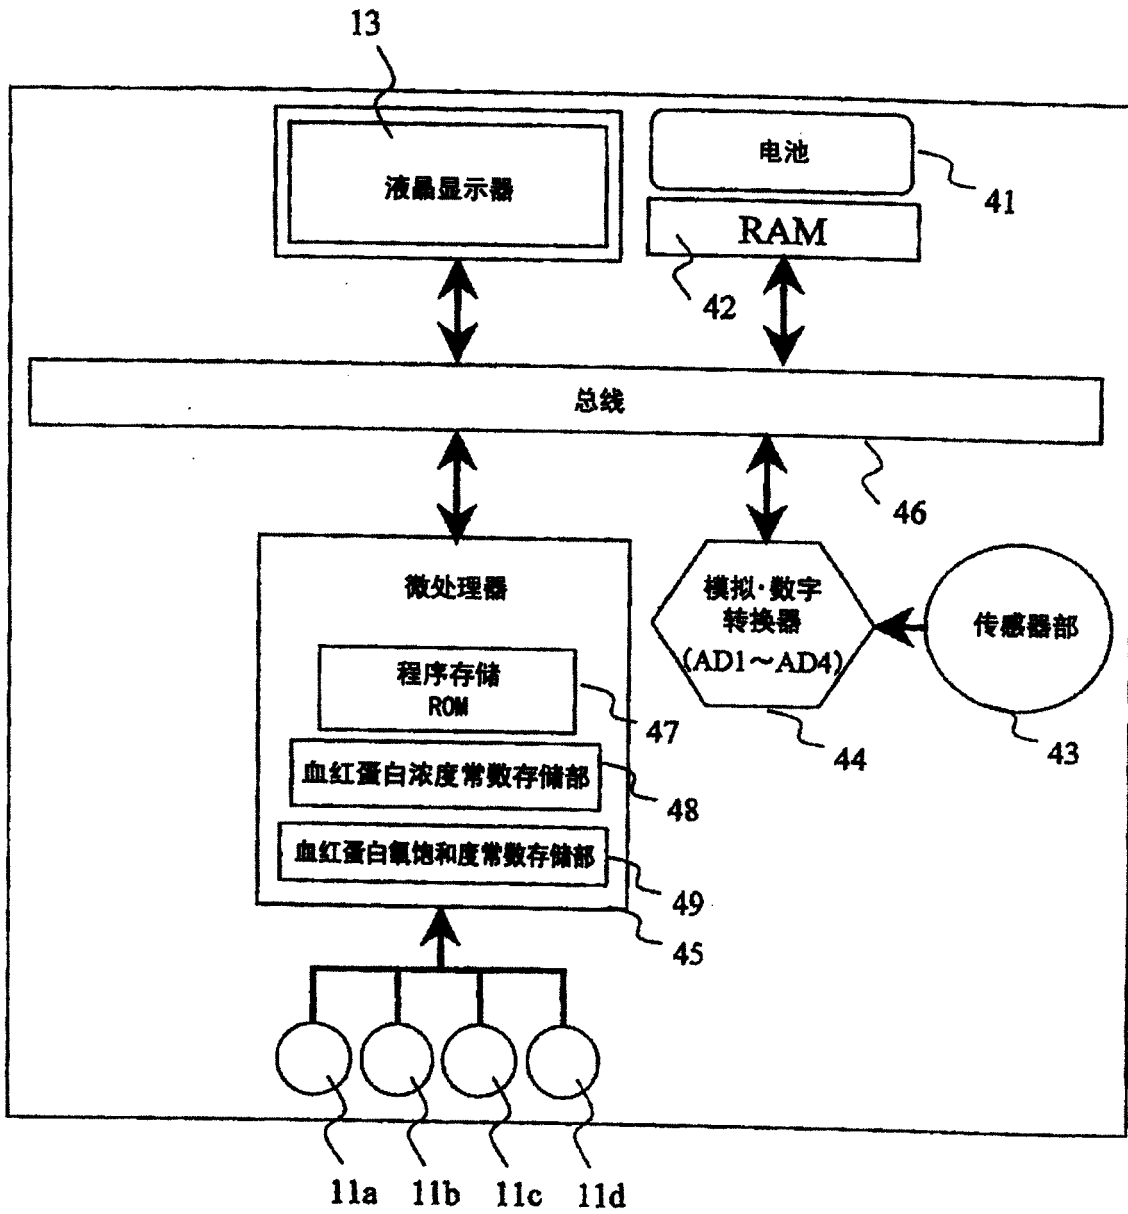 13
液晶显示器
电池
41
RAM
42
总线
46
微处理器
模拟·数字
转换器
(AD1～AD4)
传感器部
程序存储
ROM
47
44
43
血红蛋白浓度常数存储部
48
血红蛋白氧饱和度常数存储部
49
45
11a
11b
11c
11d